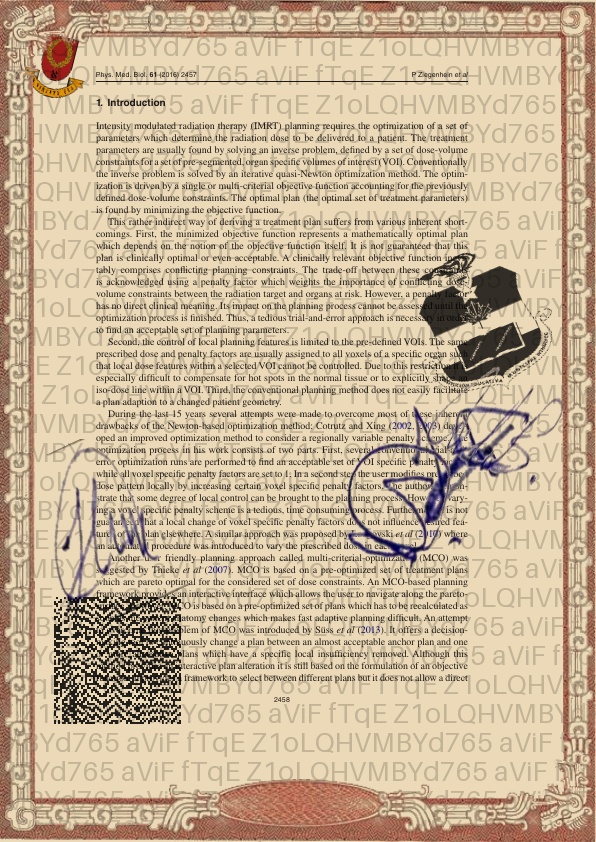 Phys. Med. Biol. 61 (2016) 2457 P Ziegenhein et al
1. Introduction
Intensity modulated radiation therapy (IMRT) planning requires the optimization of a set of
parameters which determine the radiation dose to be delivered to a patient. The treatment
parameters are usually found by solving an inverse problem, defined by a set of dose-volume
constraints for a set of pre-segmented, organ specific volumes of interest (VOI). Conventionally
the inverse problem is solved by an iterative quasi-Newton optimization method. The optim-
ization is driven by a single or multi-criterial objective function accounting for the previously
defined dose-volume constraints. The optimal plan (the optimal set of treatment parameters)
is found by minimizing the objective function.
This rather indirect way of deriving a treatment plan suffers from various inherent short-
comings. First, the minimized objective function represents a mathematically optimal plan
which depends on the notion of the objective function itself. It is not guaranteed that this
plan is clinically optimal or even acceptable. A clinically relevant objective function inevi-
tably comprises conflicting planning constraints. The trade-off between these constraints
is acknowledged using a penalty factor which weights the importance of conflicting dose-
volume constraints between the radiation target and organs at risk. However, a penalty factor
has no direct clinical meaning. Its impact on the planning process cannot be assessed until the
optimization process is finished. Thus, a tedious trial-and-error approach is necessary in order
to find an acceptable set of planning parameters.
Second, the control of local planning features is limited to the pre-defined VOIs. The same
prescribed dose and penalty factors are usually assigned to all voxels of a specific organ such
that local dose features within a selected VOI cannot be controlled. Due to this restriction it is
especially difficult to compensate for hot spots in the normal tissue or to explicitly shape an
iso-dose line within a VOI. Third, the conventional planning method does not easily facilitate
a plan adaption to a changed patient geometry.
During the last 15 years several attempts were made to overcome most of these inherent
drawbacks of the Newton-based optimization method: Cotrutz and Xing (2002, 2003) devel-
oped an improved optimization method to consider a regionally variable penalty scheme. The
optimization process in his work consists of two parts. First, several conventional trial and
error optimization runs are performed to find an acceptable set of VOI specific penalty
while all voxel specific penalty factors are set to 1. In a second step the user modifies the
dose pattern locally by increasing certain voxel specific penalty factors. The authors
strate that some degree of local control can be brought to the planning process. However vary-
ing a voxel specific penalty scheme is a tedious, time consuming process. Furthermore is not
guaranteed that a local change of voxel specific penalty factors does not influence desired fea-
tures of the plan elsewhere. A similar approach was proposed by et al (2010) where
an procedure was introduced to vary the prescribed dose in each
Another user friendly planning approach called multi-criterial-optimization (MCO) was
suggested by Thieke et al (2007). MCO is based on a pre-optimized set of treatment plans
which are pareto optimal for the considered set of dose constraints. An MCO-based planning
framework provides an interactive interface which allows the user to navigate along the pareto-
CO is based on a pre-optimized set of plans which has to be recalculated as
atomy changes which makes fast adaptive planning difficult. An attempt
lem of MCO was introduced by Süss et al (2013). It offers a decision-
uously change a plan between an almost acceptable anchor plan and one
plans which have a specific local insufficiency removed. Although this
teractive plan alteration it is still based on the formulation of an objective
framework to select between different plans but it does not allow a direct
2458